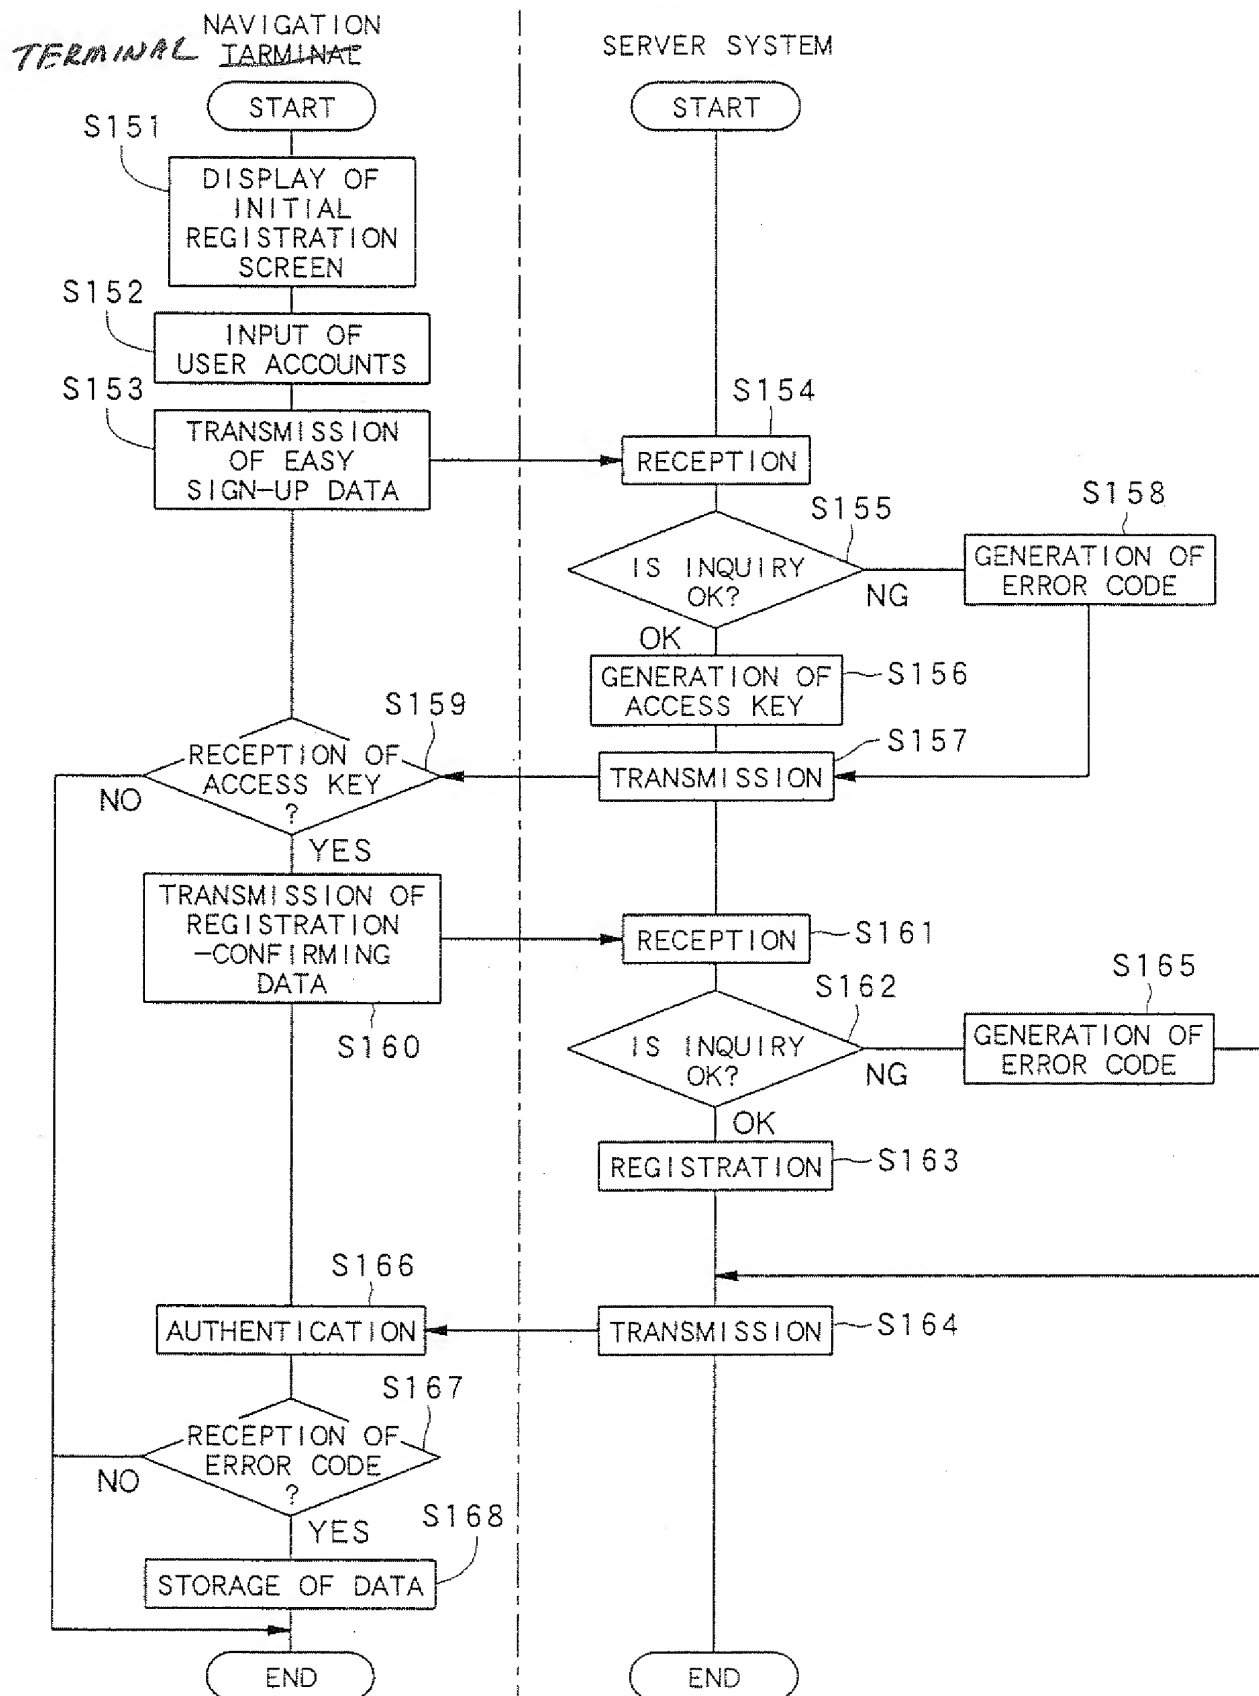 NAVIGATION
TERMINAL TARMINAL
START
S151
DISPLAY OF
INITIAL
REGISTRATION
SCREEN
S152
INPUT OF
USER ACCOUNTS
S153
TRANSMISSION
OF EASY
SIGN-UP DATA
S159
RECEPTION OF
ACCESS KEY
?
NO
YES
TRANSMISSION OF
REGISTRATION
-CONFIRMING
DATA
S160
S166
AUTHENTICATION
S167
RECEPTION OF
ERROR CODE
?
NO
YES
S168
STORAGE OF DATA
END
SERVER SYSTEM
START
S154
RECEPTION
S155
IS INQUIRY
OK?
NG
S158
GENERATION OF
ERROR CODE
OK
GENERATION OF
ACCESS KEY
S156
S157
TRANSMISSION
RECEPTION
S161
S162
IS INQUIRY
OK?
NG
S165
GENERATION OF
ERROR CODE
OK
REGISTRATION
S163
TRANSMISSION
S164
END